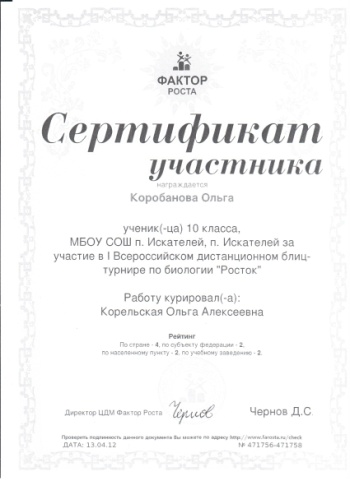 ФАКТОР
РОСТА
Сертификат
участника
награждается
Коробанова Ольга
ученик(-ца) 10 класса,
МБОУ СОШ п. Искателей, п. Искателей за
участие в I Всероссийском дистанционном блиц-
турнире по биологии "Росток"
Работу курировал(-а):
Корельская Ольга Алексеевна
Рейтинг
По стране - 4, по субъекту федерации - 2,
по населенному пункту - 2, по учебному заведению - 2.
Директор ЦДМ Фактор Роста Чернов Чернов Д.С.
Проверить подлинность данного документа Вы можете по адресу http://www.farosta.ru/check
ДАТА: 13.04.12 № 471756-471758